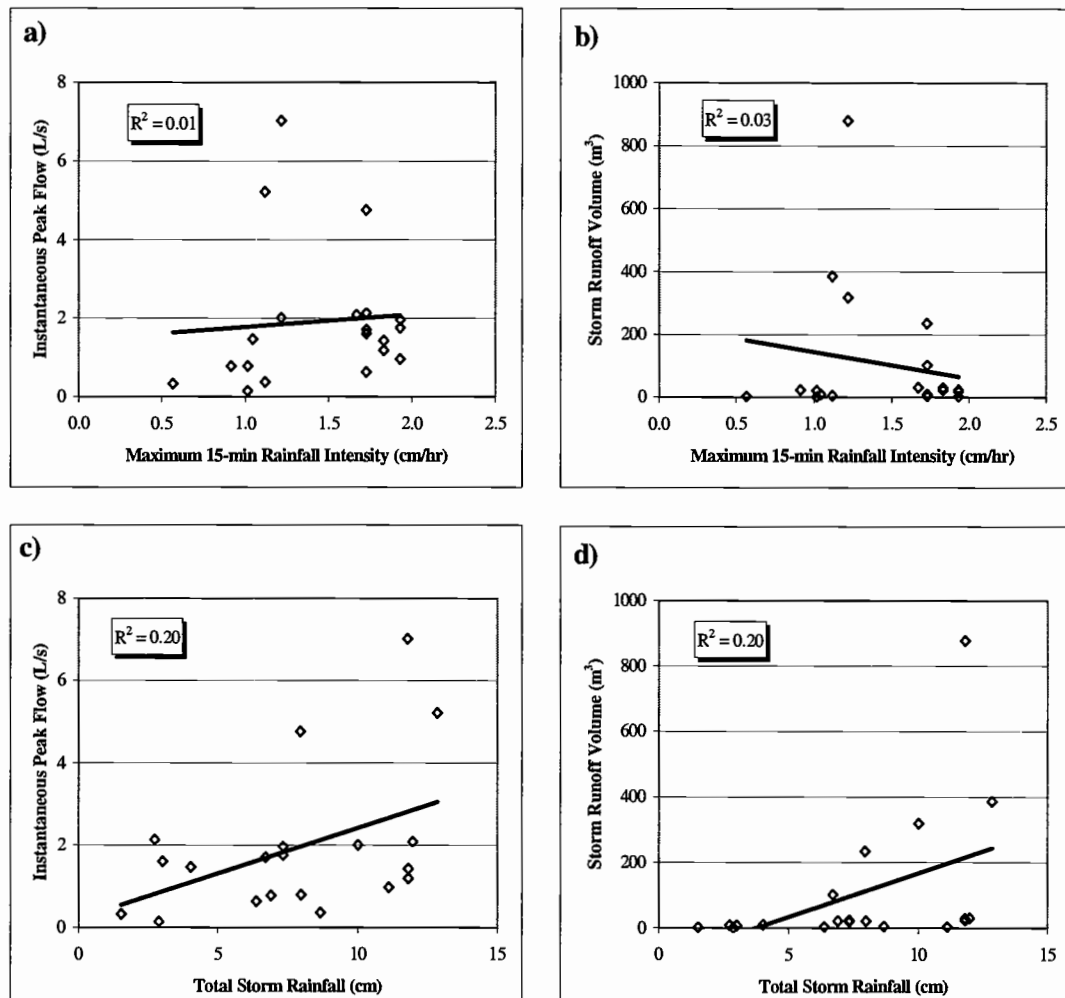 a)
R² = 0.01
Instantaneous Peak Flow (L/s)
8
6
4
2
0
0.0 0.5 1.0 1.5 2.0 2.5
Maximum 15-min Rainfall Intensity (cm/hr)
b)
R² = 0.03
Storm Runoff Volume (m³)
1000
800
600
400
200
0
0.0 0.5 1.0 1.5 2.0 2.5
Maximum 15-min Rainfall Intensity (cm/hr)
c)
R² = 0.20
Instantaneous Peak Flow (L/s)
8
6
4
2
0
0 5 10 15
Total Storm Rainfall (cm)
d)
R² = 0.20
Storm Runoff Volume (m³)
1000
800
600
400
200
0
0 5 10 15
Total Storm Rainfall (cm)